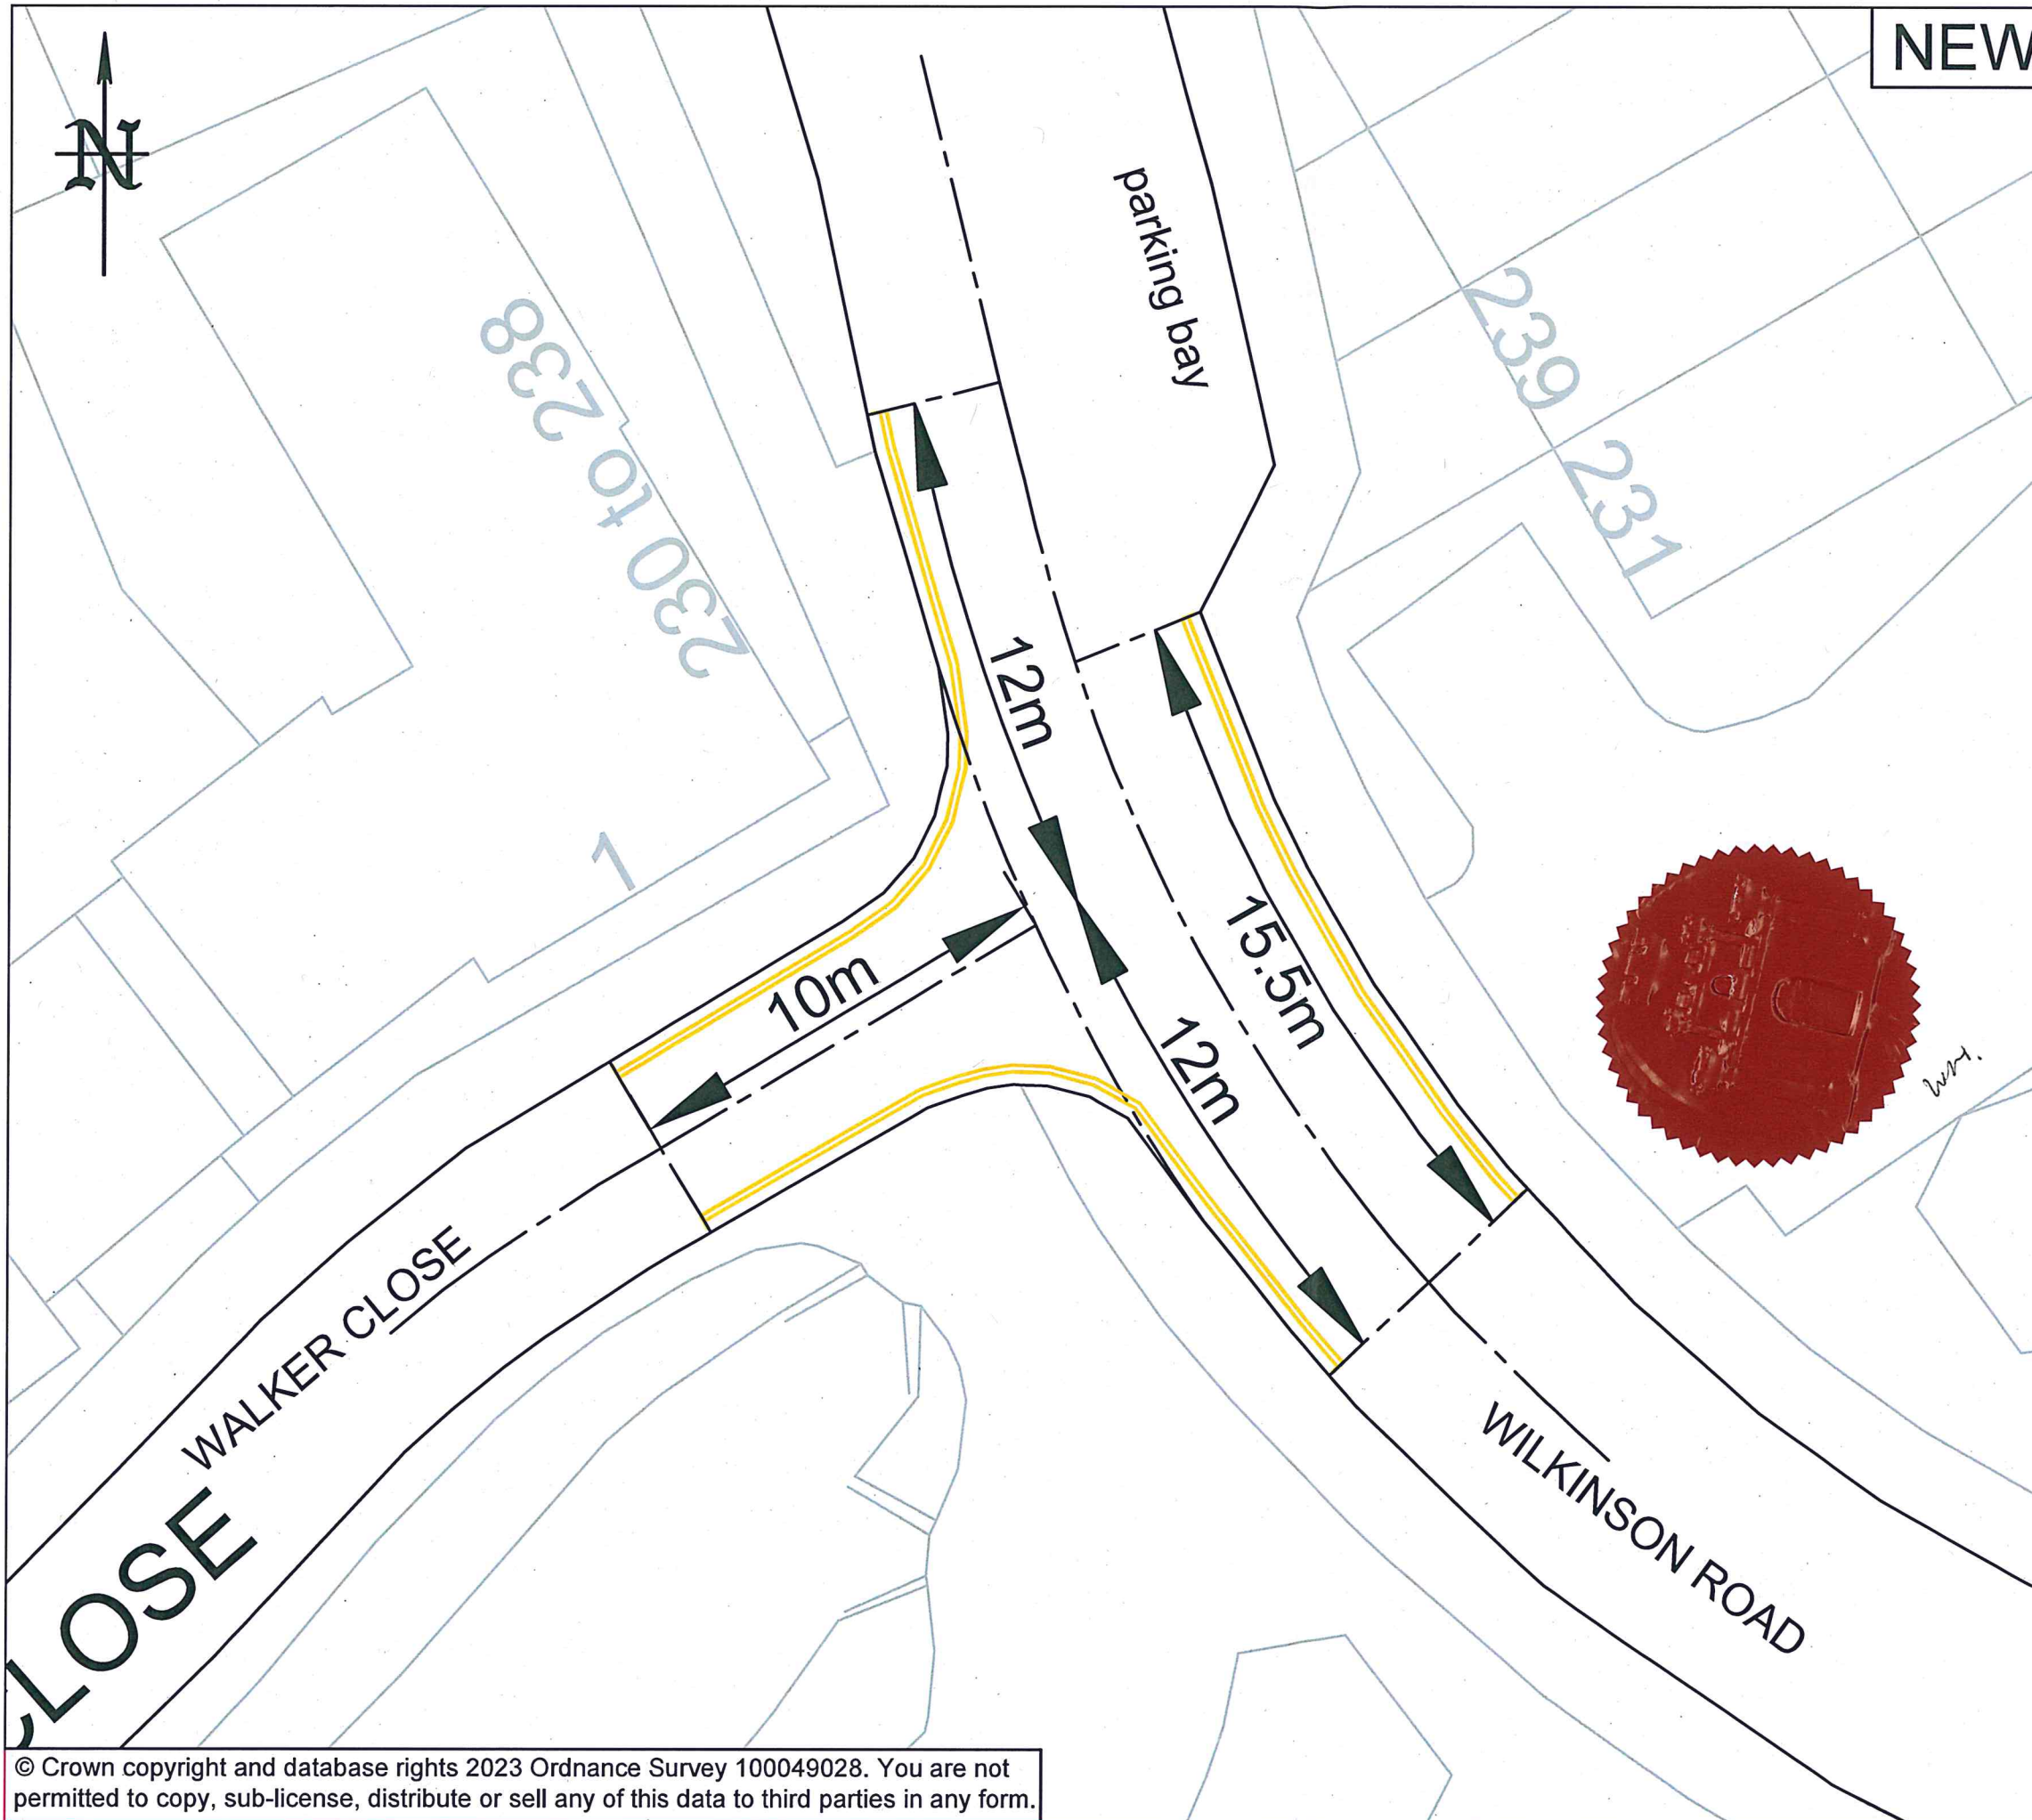 NEW
N
parking bay
230 to 238
239
231
12m
1
15.5m
10m
12m
WALKER CLOSE
CLOSE
WILKINSON ROAD
© Crown copyright and database rights 2023 Ordnance Survey 100049028. You are not
permitted to copy, sub-license, distribute or sell any of this data to third parties in any form.